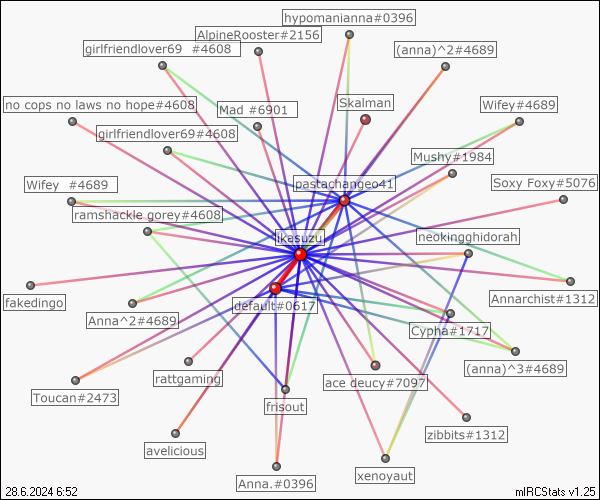 hypomanianna#0396
AlpineRooster#2156
girlfriendlover69 #4608
(anna)^2#4689
no cops no laws no hope#4608
Mad #6901
Skalman
Wifey#4689
girlfriendlover69#4608
Mushy#1984
pastachangeo41
Soxy Foxy#5076
Wifey #4689
ramshackle gorey#4608
ikasuzu
neokingghidorah
fakedingo
default#0617
Annarchist#1312
Anna^2#4689
Cypha#1717
rattgaming
ace deucy#7097
(anna)^3#4689
Toucan#2473
frisout
zibbits#1312
avelicious
Anna.#0396
xenoyaut
28.6.2024 6:52
mIRCStats v1.25